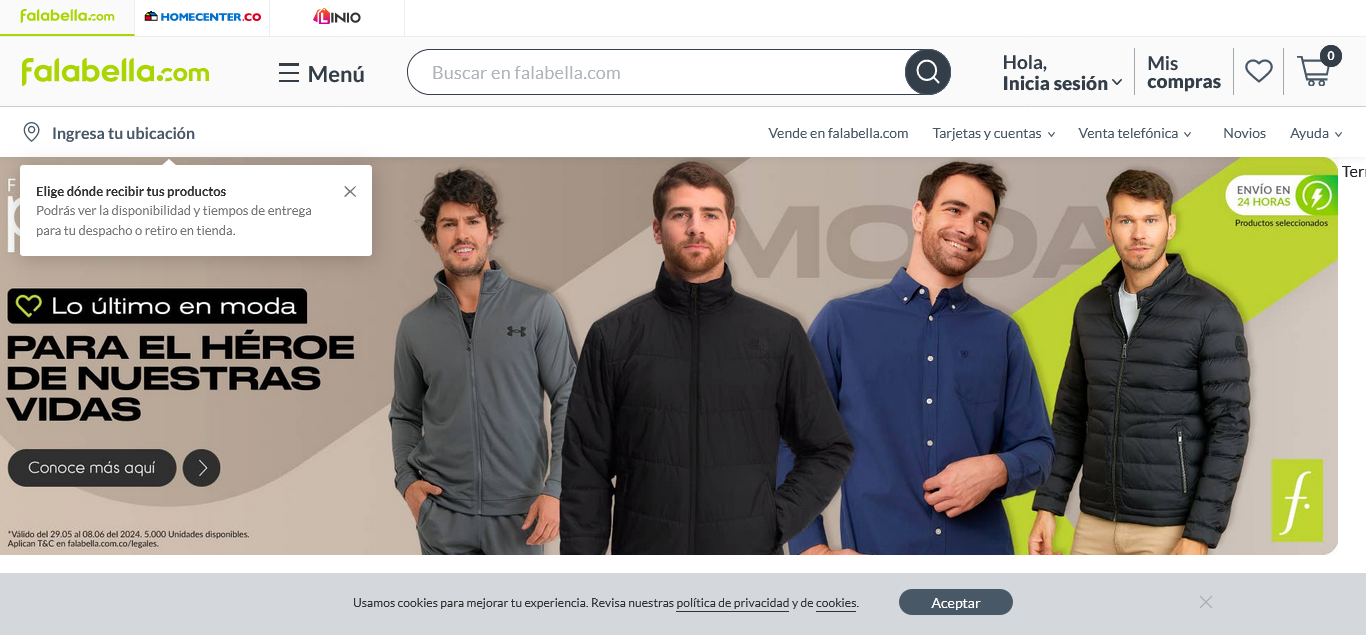 falabella.com
HOMECENTER.CO
LINIO
falabella.com
Menú
Buscar en falabella.com
Hola,
Inicia sesión
Mis
compras
0
Ingresa tu ubicación
Vende en falabella.com
Tarjetas y cuentas
Venta telefónica
Novios
Ayuda
Elige dónde recibir tus productos
Podrás ver la disponibilidad y tiempos de entrega
para tu despacho o retiro en tienda.
MODA
ENVÍO EN
24 HORAS
Productos seleccionados
Lo último en moda
PARA EL HÉROE
DE NUESTRAS
VIDAS
Conoce más aquí
f.
*Válido del 29.05 al 08.06 del 2024. 5.000 Unidades disponibles.
Aplican T&C en falabella.com.co/legales.
Usamos cookies para mejorar tu experiencia. Revisa nuestras política de privacidad y de cookies.
Aceptar